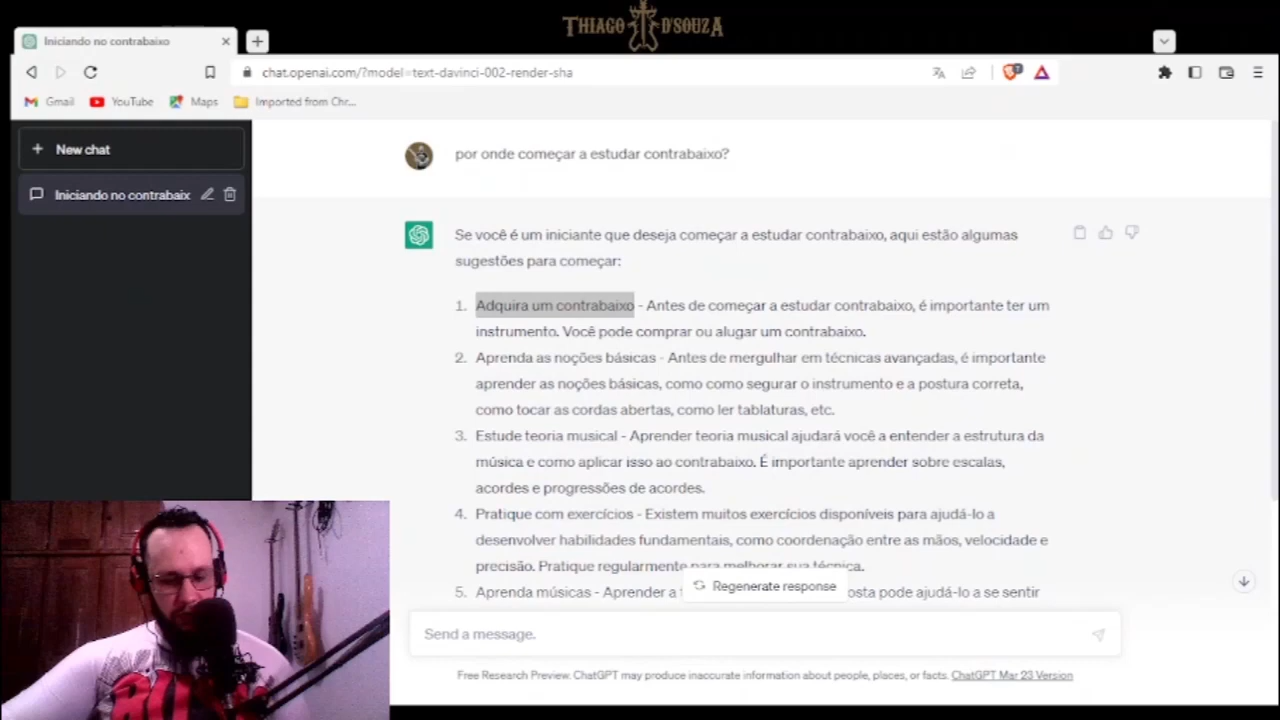 THIAGO D'SOUZA
Iniciando no contrabaixo
chat.openai.com/?model=text-davinci-002-render-sha
Gmail YouTube Maps Imported from Chr...
+ New chat
Iniciando no contrabaix
por onde começar a estudar contrabaixo?
Se você é um iniciante que deseja começar a estudar contrabaixo, aqui estão algumas
sugestões para começar:
1. Adquira um contrabaixo - Antes de começar a estudar contrabaixo, é importante ter um
instrumento. Você pode comprar ou alugar um contrabaixo.
2. Aprenda as noções básicas - Antes de mergulhar em técnicas avançadas, é importante
aprender as noções básicas, como como segurar o instrumento e a postura correta,
como tocar as cordas abertas, como ler tablaturas, etc.
3. Estude teoria musical - Aprender teoria musical ajudará você a entender a estrutura da
música e como aplicar isso ao contrabaixo. É importante aprender sobre escalas,
acordes e progressões de acordes.
4. Pratique com exercícios - Existem muitos exercícios disponíveis para ajudá-lo a
desenvolver habilidades fundamentais, como coordenação entre as mãos, velocidade e
precisão. Pratique regularmente para melhorar sua técnica.
Regenerate response
5. Aprenda músicas - Aprender a osta pode ajudá-lo a se sentir
Send a message.
Free Research Preview. ChatGPT may produce inaccurate information about people, places, or facts. ChatGPT Mar 23 Version